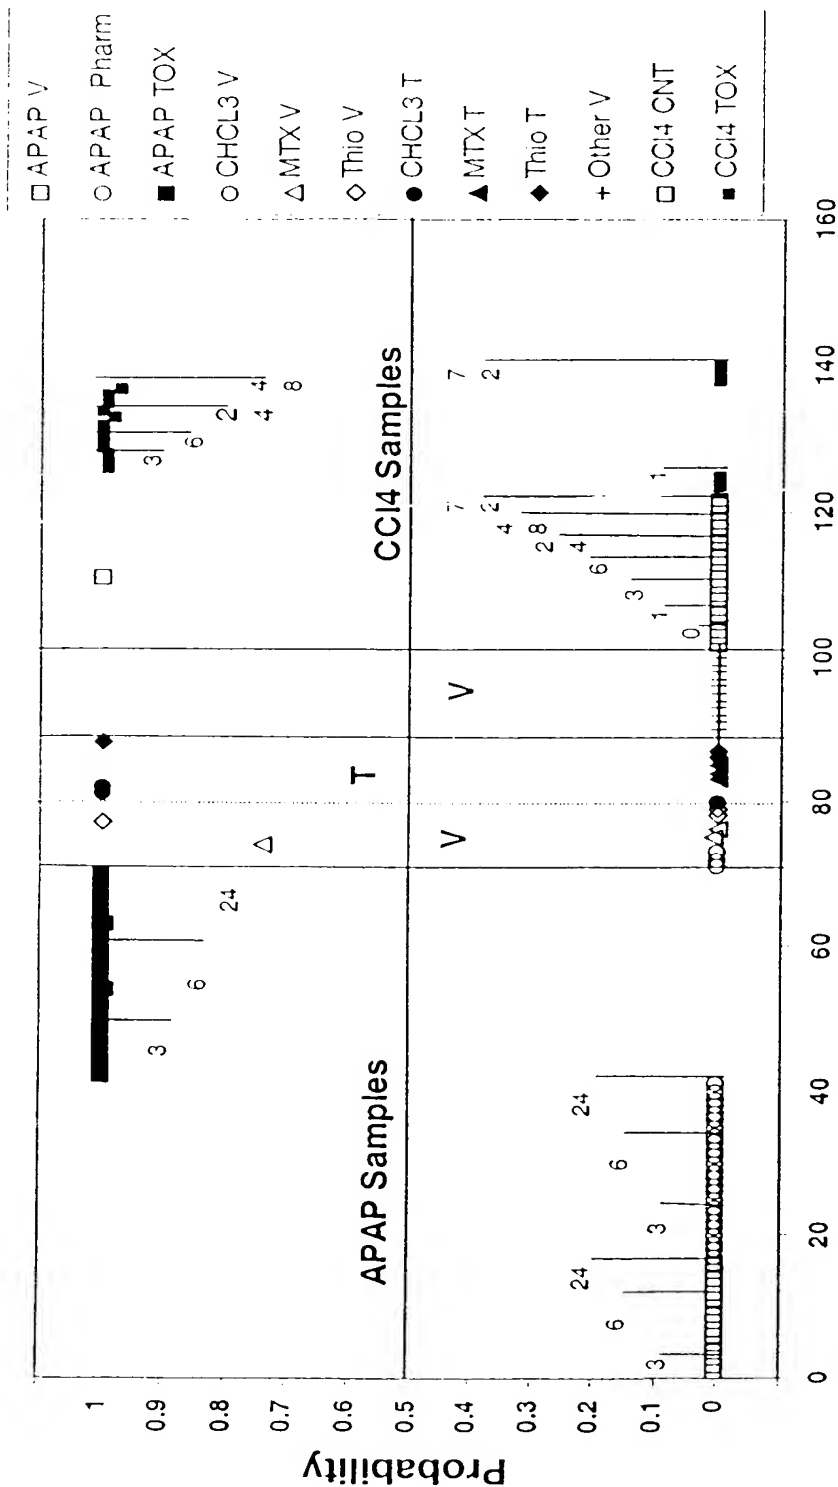 Probability
1
0.9
0.8
0.7
0.6
0.5
0.4
0.3
0.2
0.1
0
0
20
40
60
80
100
120
140
160
APAP Samples
CCl4 Samples
V
T
V
3
6
24
3
6
24
3
6
24
0
1
3
6
2
4
4
8
7
2
1
7
2
3
6
2
4
4
8
APAP V
APAP Pharm
APAP TOX
CHCL3 V
MTX V
Thio V
CHCL3 T
MTX T
Thio T
Other V
CCl4 CNT
CCl4 TOX